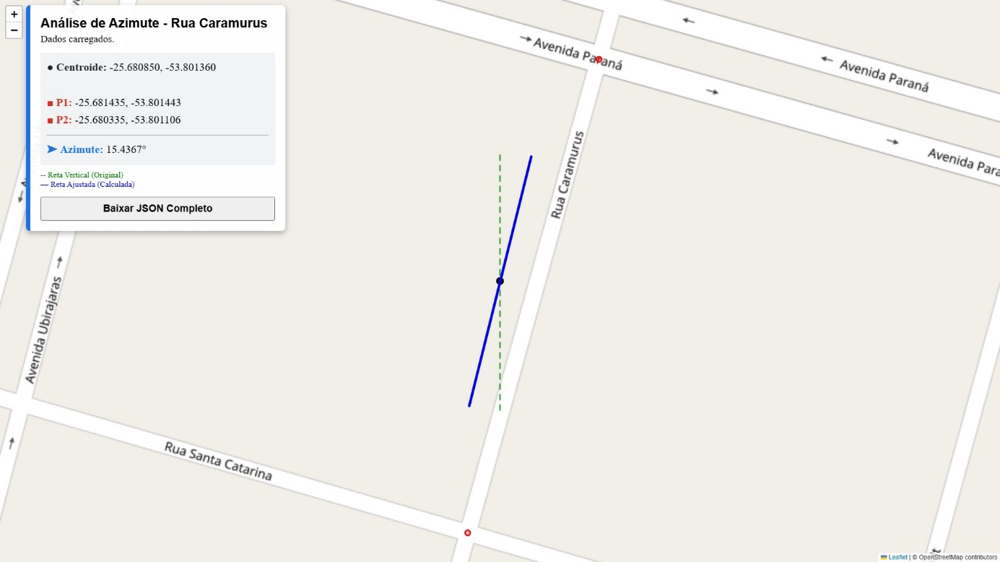 +
−
Análise de Azimute - Rua Caramurus
Dados carregados.
● Centroide: -25.680850, -53.801360
■ P1: -25.681435, -53.801443
■ P2: -25.680335, -53.801106
➤ Azimute: 15.4367°
-- Reta Vertical (Original)
— Reta Ajustada (Calculada)
Baixar JSON Completo
Avenida Paraná
Avenida Paraná
Avenida Para
Rua Caramurus
Avenida Ubirajaras
Rua Santa Catarina
Leaflet | © OpenStreetMap contributors